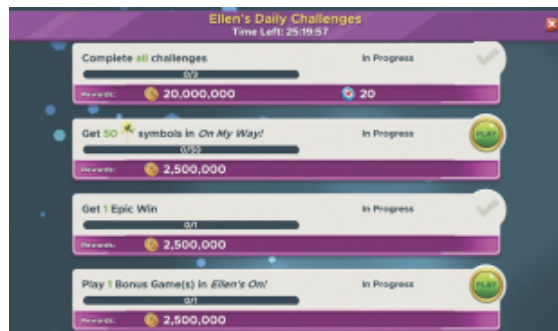 Ellen's Daily Challenges
Time Left: 25:19:57
Complete all challenges In Progress
0/3
Rewards: 20,000,000 20
Get 50 symbols in On My Way! In Progress PLAY
0/50
Rewards: 2,500,000
Get 1 Epic Win In Progress
0/1
Rewards: 2,500,000
Play 1 Bonus Game(s) in Ellen's On! In Progress PLAY
0/1
Rewards: 2,500,000